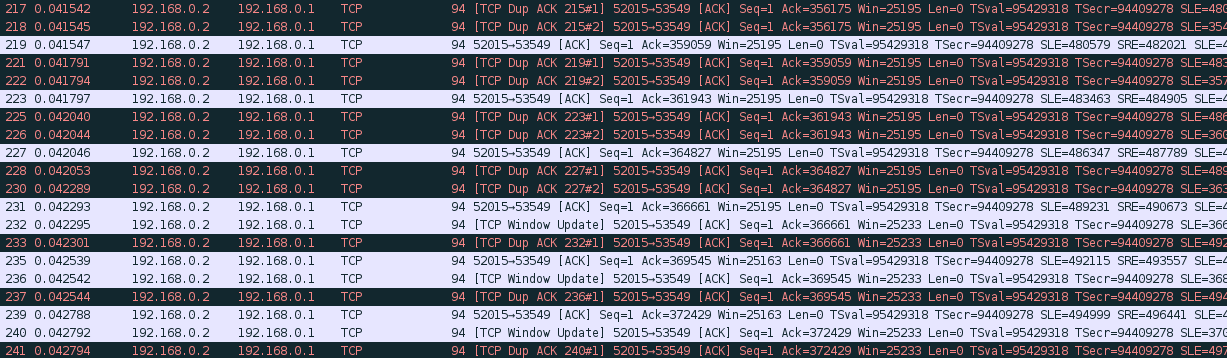 217 0.041542 192.168.0.2 192.168.0.1 TCP 94 [TCP Dup ACK 215#1] 52015→53549 [ACK] Seq=1 Ack=356175 Win=25195 Len=0 TSval=95429318 TSecr=94409278 SLE=480
218 0.041545 192.168.0.2 192.168.0.1 TCP 94 [TCP Dup ACK 215#2] 52015→53549 [ACK] Seq=1 Ack=356175 Win=25195 Len=0 TSval=95429318 TSecr=94409278 SLE=354
219 0.041547 192.168.0.2 192.168.0.1 TCP 94 52015→53549 [ACK] Seq=1 Ack=359059 Win=25195 Len=0 TSval=95429318 TSecr=94409278 SLE=480579 SRE=482021 SLE=4
221 0.041791 192.168.0.2 192.168.0.1 TCP 94 [TCP Dup ACK 219#1] 52015→53549 [ACK] Seq=1 Ack=359059 Win=25195 Len=0 TSval=95429318 TSecr=94409278 SLE=483
222 0.041794 192.168.0.2 192.168.0.1 TCP 94 [TCP Dup ACK 219#2] 52015→53549 [ACK] Seq=1 Ack=359059 Win=25195 Len=0 TSval=95429318 TSecr=94409278 SLE=357
223 0.041797 192.168.0.2 192.168.0.1 TCP 94 52015→53549 [ACK] Seq=1 Ack=361943 Win=25195 Len=0 TSval=95429318 TSecr=94409278 SLE=483463 SRE=484905 SLE=4
225 0.042040 192.168.0.2 192.168.0.1 TCP 94 [TCP Dup ACK 223#1] 52015→53549 [ACK] Seq=1 Ack=361943 Win=25195 Len=0 TSval=95429318 TSecr=94409278 SLE=486
226 0.042044 192.168.0.2 192.168.0.1 TCP 94 [TCP Dup ACK 223#2] 52015→53549 [ACK] Seq=1 Ack=361943 Win=25195 Len=0 TSval=95429318 TSecr=94409278 SLE=360
227 0.042046 192.168.0.2 192.168.0.1 TCP 94 52015→53549 [ACK] Seq=1 Ack=364827 Win=25195 Len=0 TSval=95429318 TSecr=94409278 SLE=486347 SRE=487789 SLE=4
228 0.042053 192.168.0.2 192.168.0.1 TCP 94 [TCP Dup ACK 227#1] 52015→53549 [ACK] Seq=1 Ack=364827 Win=25195 Len=0 TSval=95429318 TSecr=94409278 SLE=489
230 0.042289 192.168.0.2 192.168.0.1 TCP 94 [TCP Dup ACK 227#2] 52015→53549 [ACK] Seq=1 Ack=364827 Win=25195 Len=0 TSval=95429318 TSecr=94409278 SLE=363
231 0.042293 192.168.0.2 192.168.0.1 TCP 94 52015→53549 [ACK] Seq=1 Ack=366661 Win=25195 Len=0 TSval=95429318 TSecr=94409278 SLE=489231 SRE=490673 SLE=4
232 0.042295 192.168.0.2 192.168.0.1 TCP 94 [TCP Window Update] 52015→53549 [ACK] Seq=1 Ack=366661 Win=25233 Len=0 TSval=95429318 TSecr=94409278 SLE=366
233 0.042301 192.168.0.2 192.168.0.1 TCP 94 [TCP Dup ACK 232#1] 52015→53549 [ACK] Seq=1 Ack=366661 Win=25233 Len=0 TSval=95429318 TSecr=94409278 SLE=492
235 0.042539 192.168.0.2 192.168.0.1 TCP 94 52015→53549 [ACK] Seq=1 Ack=369545 Win=25163 Len=0 TSval=95429318 TSecr=94409278 SLE=492115 SRE=493557 SLE=4
236 0.042542 192.168.0.2 192.168.0.1 TCP 94 [TCP Window Update] 52015→53549 [ACK] Seq=1 Ack=369545 Win=25233 Len=0 TSval=95429318 TSecr=94409278 SLE=368
237 0.042544 192.168.0.2 192.168.0.1 TCP 94 [TCP Dup ACK 236#1] 52015→53549 [ACK] Seq=1 Ack=369545 Win=25233 Len=0 TSval=95429318 TSecr=94409278 SLE=494
239 0.042788 192.168.0.2 192.168.0.1 TCP 94 52015→53549 [ACK] Seq=1 Ack=372429 Win=25163 Len=0 TSval=95429318 TSecr=94409278 SLE=494999 SRE=496441 SLE=4
240 0.042792 192.168.0.2 192.168.0.1 TCP 94 [TCP Window Update] 52015→53549 [ACK] Seq=1 Ack=372429 Win=25233 Len=0 TSval=95429318 TSecr=94409278 SLE=370
241 0.042794 192.168.0.2 192.168.0.1 TCP 94 [TCP Dup ACK 240#1] 52015→53549 [ACK] Seq=1 Ack=372429 Win=25233 Len=0 TSval=95429318 TSecr=94409278 SLE=497